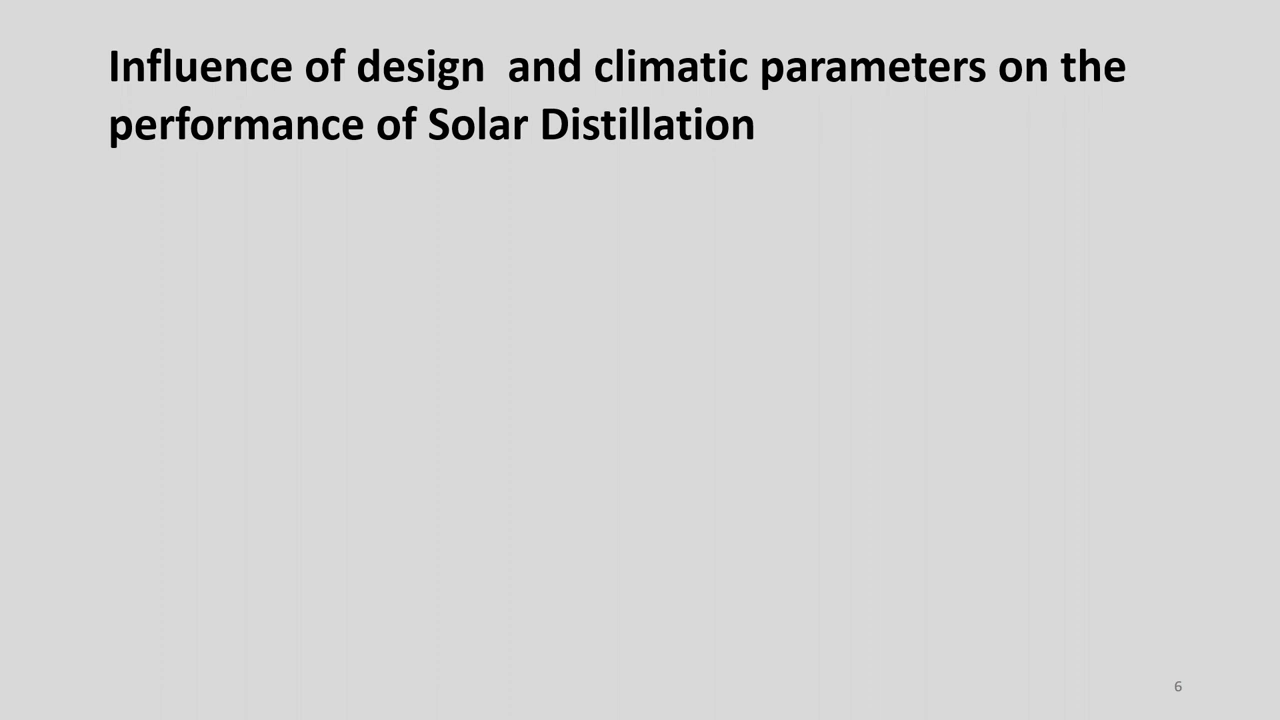 Influence of design  and climatic parameters on the
performance of Solar Distillation
6